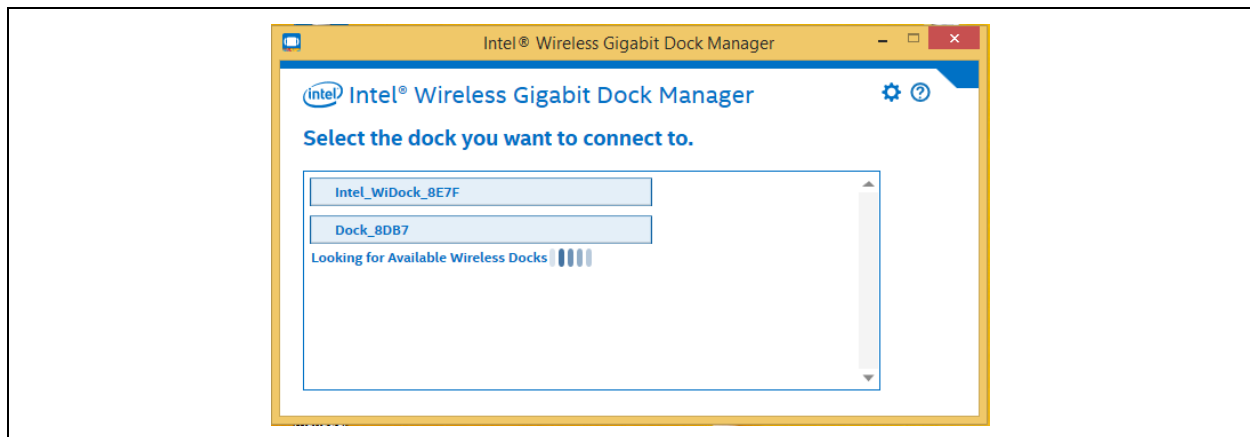 Intel® Wireless Gigabit Dock Manager
intel Intel® Wireless Gigabit Dock Manager
Select the dock you want to connect to.
Intel_WiDock_8E7F
Dock_8DB7
Looking for Available Wireless Docks